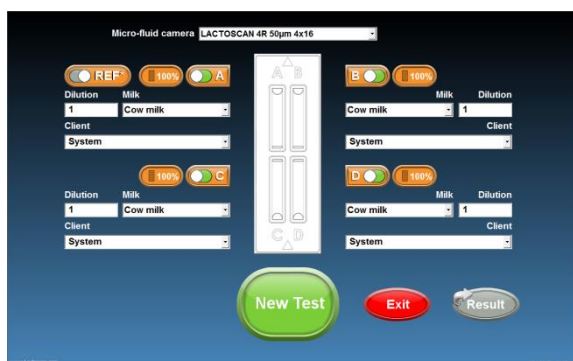 Micro-fluid camera LACTOSCAN 4R 50µm 4x16
REF* 100% A
A B
B 100%
Dilution Milk
1 Cow milk
Client
System
Milk Dilution
Cow milk 1
Client
System
100% C
D 100%
Dilution Milk
1 Cow milk
Client
System
C D
Milk Dilution
Cow milk 1
Client
System
New Test
Exit
Result